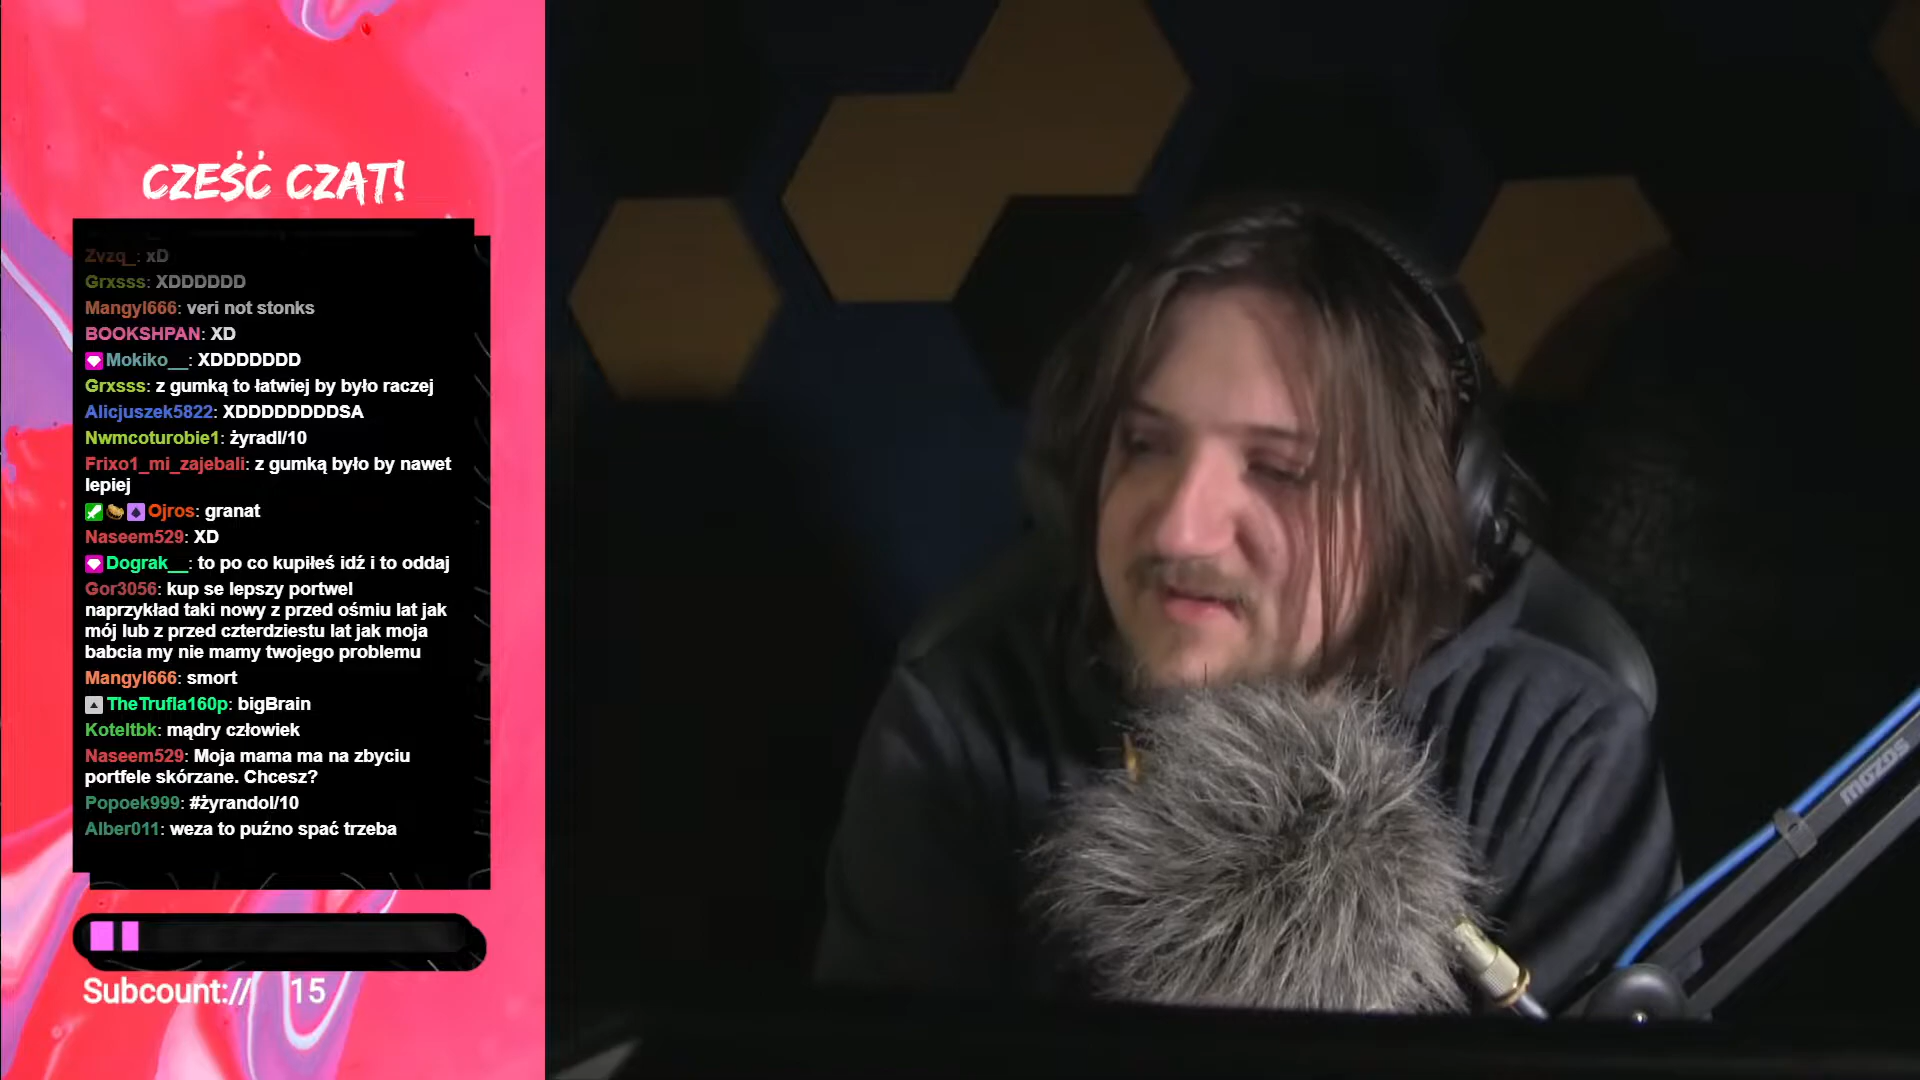 CZEŚĆ CZAT!
Zvzq_: xD
Grxsss: XDDDDDD
Mangyl666: veri not stonks
BOOKSHPAN: XD
Mokiko__: XDDDDDDD
Grxsss: z gumką to łatwiej by było raczej
Alicjuszek5822: XDDDDDDDDSA
Nwmcoturobie1: żyradl/10
Frixo1_mi_zajebali: z gumką było by nawet
lepiej
Ojros: granat
Naseem529: XD
Dograk__: to po co kupiłeś idź i to oddaj
Gor3056: kup se lepszy portwel
naprzykład taki nowy z przed ośmiu lat jak
mój lub z przed czterdziestu lat jak moja
babcia my nie mamy twojego problemu
Mangyl666: smort
TheTrufla160p: bigBrain
Koteltbk: mądry człowiek
Naseem529: Moja mama ma na zbyciu
portfele skórzane. Chcesz?
Popoek999: #żyrandol/10
Alber011: weza to puźno spać trzeba
Subcount:// 15
mozos